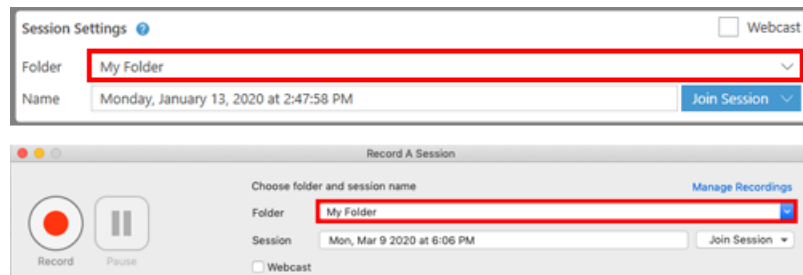 Session Settings ? Webcast
Folder My Folder
Name Monday, January 13, 2020 at 2:47:58 PM Join Session
Record A Session
Choose folder and session name Manage Recordings
Folder My Folder
Session Mon, Mar 9 2020 at 6:06 PM Join Session
Record Pause Webcast